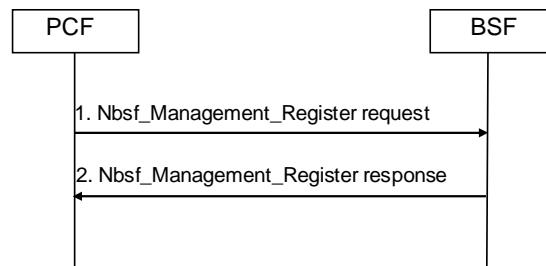 PCF
BSF
1. Nbsf_Management_Register request
2. Nbsf_Management_Register response